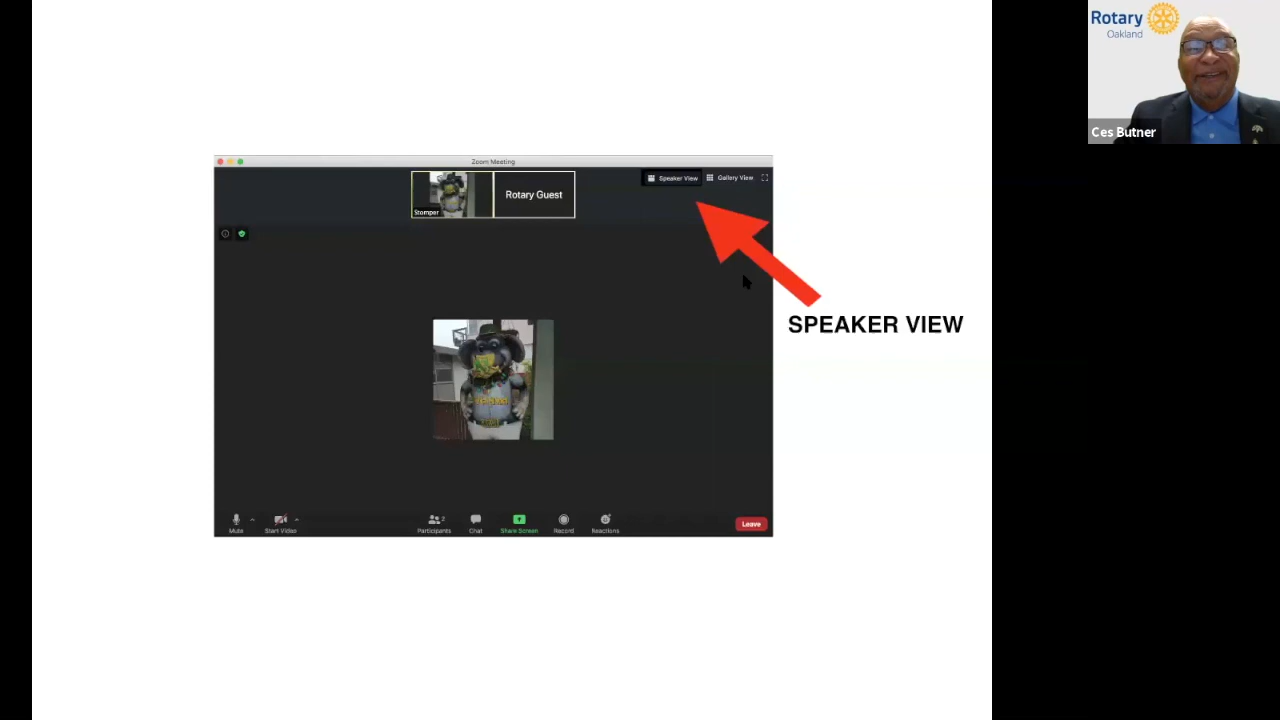 Rotary
Oakland
Ces Butner
Zoom Meeting
Speaker View
Gallery View
Stomper
Rotary Guest
SPEAKER VIEW
Mute
Start Video
Participants
2
Chat
Share Screen
Record
Reactions
Leave